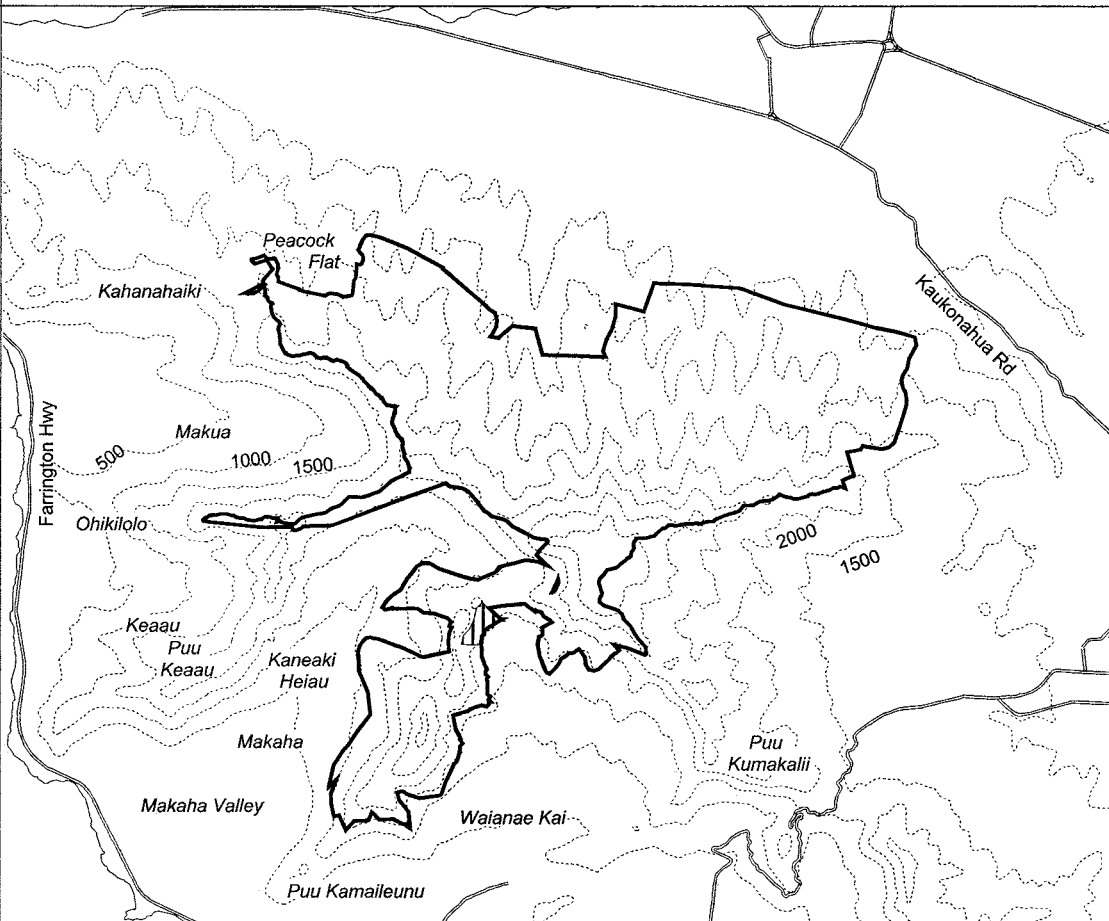 Peacock
Flat
Kahanahaiki
Kaukonahua Rd
Farrington Hwy
Makua
500
1000
1500
Ohikilolo
2000
1500
Keaau
Puu
Keaau
Kaneaki
Heiau
Makaha
Puu
Kumakalii
Makaha Valley
Waianae Kai
Puu Kamaileunu